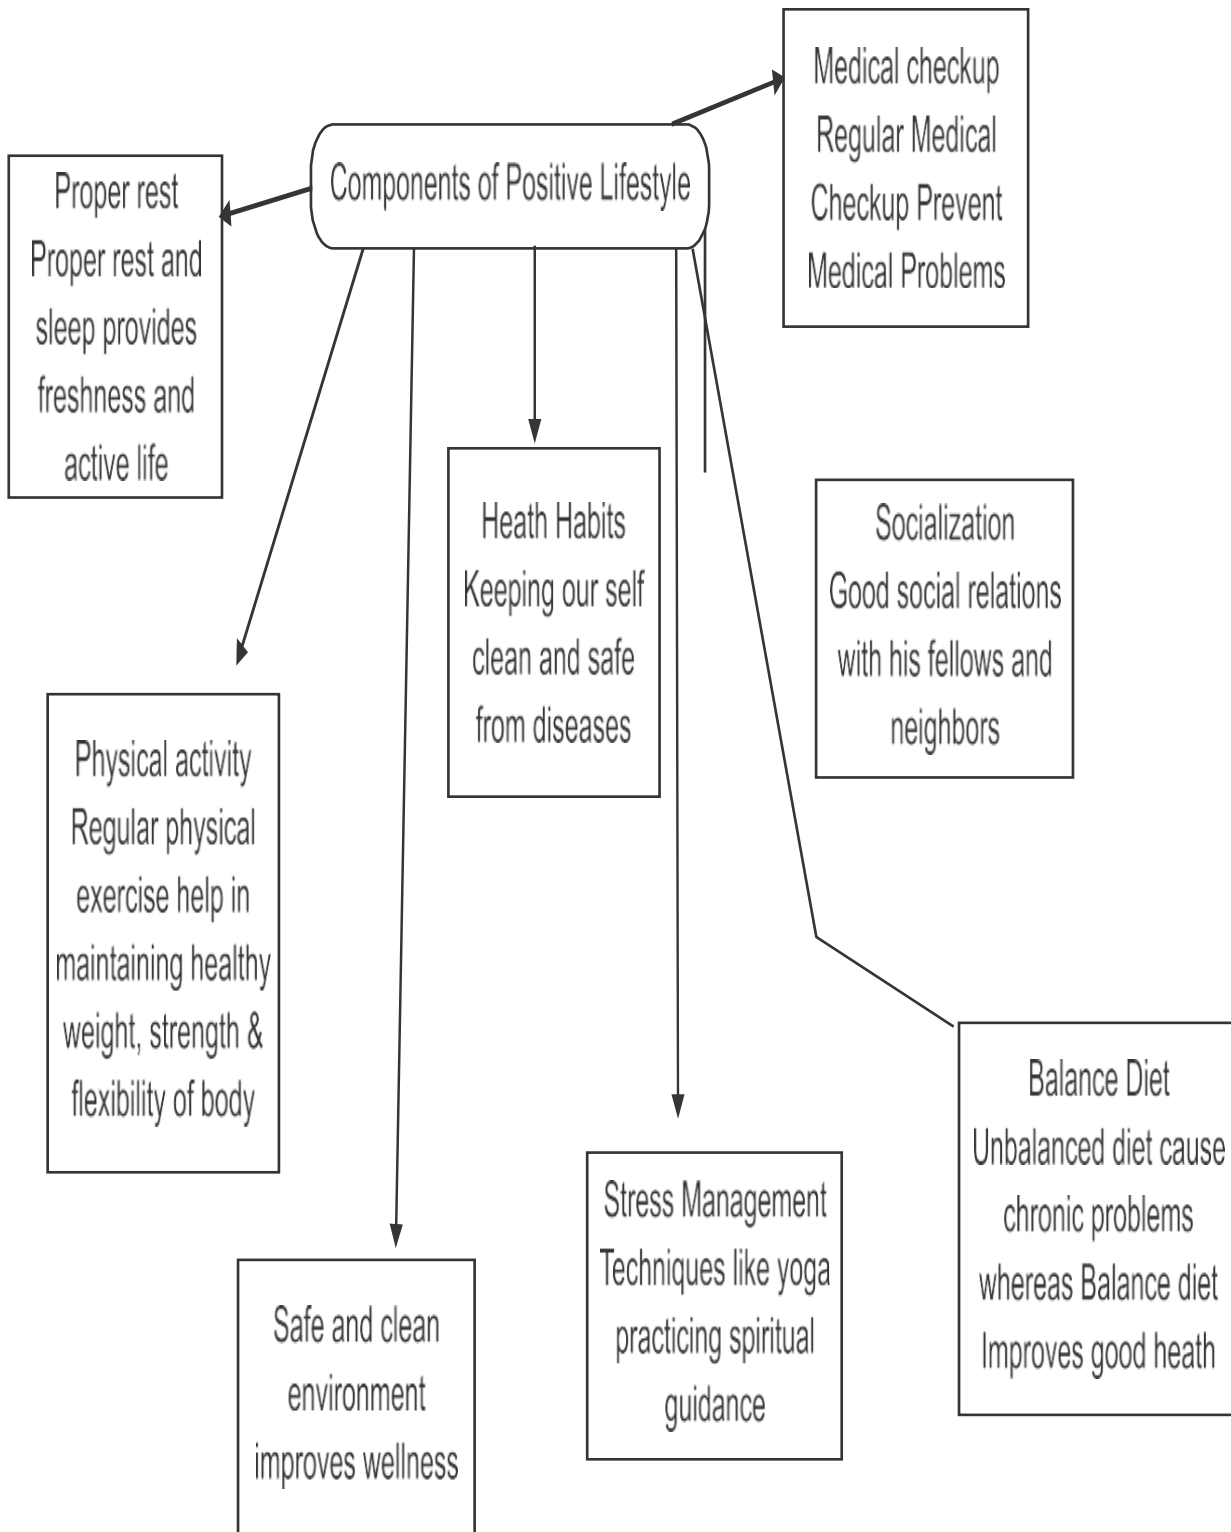 Components of Positive Lifestyle
Medical checkup
Regular Medical
Checkup Prevent
Medical Problems
Proper rest
Proper rest and
sleep provides
freshness and
active life
Heath Habits
Keeping our self
clean and safe
from diseases
Socialization
Good social relations
with his fellows and
neighbors
Physical activity
Regular physical
exercise help in
maintaining healthy
weight, strength &
flexibility of body
Balance Diet
Unbalanced diet cause
chronic problems
whereas Balance diet
Improves good heath
Stress Management
Techniques like yoga
practicing spiritual
guidance
Safe and clean
environment
improves wellness